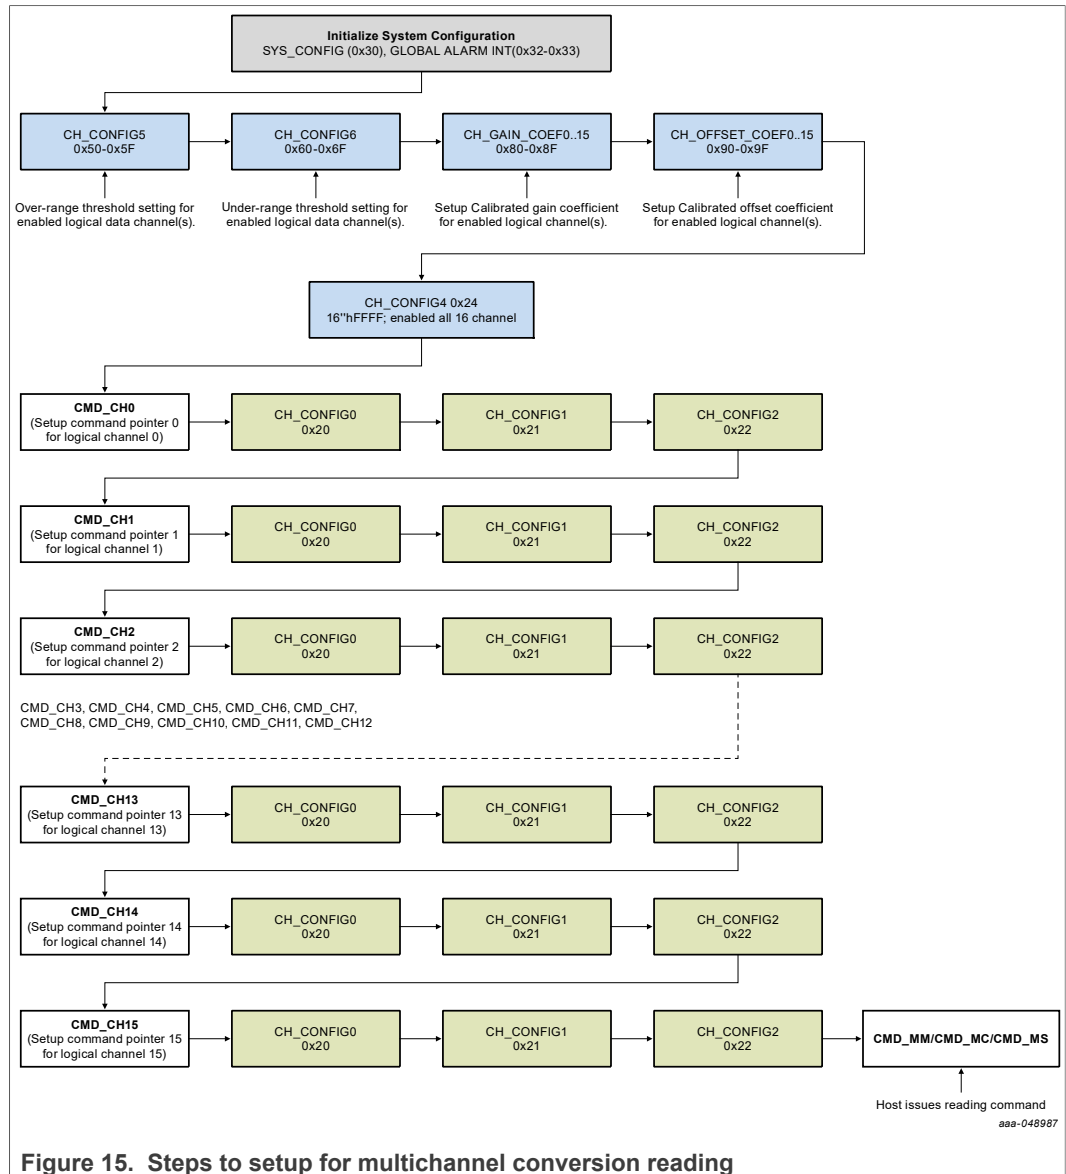 Initialize System Configuration
SYS_CONFIG (0x30), GLOBAL ALARM INT(0x32-0x33)
CH_CONFIG5
0x50-0x5F
CH_CONFIG6
0x60-0x6F
CH_GAIN_COEF0..15
0x80-0x8F
CH_OFFSET_COEF0..15
0x90-0x9F
Over-range threshold setting for
enabled logical data channel(s).
Under-range threshold setting for
enabled logical data channel(s).
Setup Calibrated gain coefficient
for enabled logical channel(s).
Setup Calibrated offset coefficient
for enabled logical channel(s).
CH_CONFIG4 0x24
16"hFFFF; enabled all 16 channel
CMD_CH0
(Setup command pointer 0
for logical channel 0)
CH_CONFIG0
0x20
CH_CONFIG1
0x21
CH_CONFIG2
0x22
CMD_CH1
(Setup command pointer 1
for logical channel 1)
CH_CONFIG0
0x20
CH_CONFIG1
0x21
CH_CONFIG2
0x22
CMD_CH2
(Setup command pointer 2
for logical channel 2)
CH_CONFIG0
0x20
CH_CONFIG1
0x21
CH_CONFIG2
0x22
CMD_CH3, CMD_CH4, CMD_CH5, CMD_CH6, CMD_CH7,
CMD_CH8, CMD_CH9, CMD_CH10, CMD_CH11, CMD_CH12
CMD_CH13
(Setup command pointer 13
for logical channel 13)
CH_CONFIG0
0x20
CH_CONFIG1
0x21
CH_CONFIG2
0x22
CMD_CH14
(Setup command pointer 14
for logical channel 14)
CH_CONFIG0
0x20
CH_CONFIG1
0x21
CH_CONFIG2
0x22
CMD_CH15
(Setup command pointer 15
for logical channel 15)
CH_CONFIG0
0x20
CH_CONFIG1
0x21
CH_CONFIG2
0x22
CMD_MM/CMD_MC/CMD_MS
Host issues reading command
aaa-048987
Figure 15. Steps to setup for multichannel conversion reading